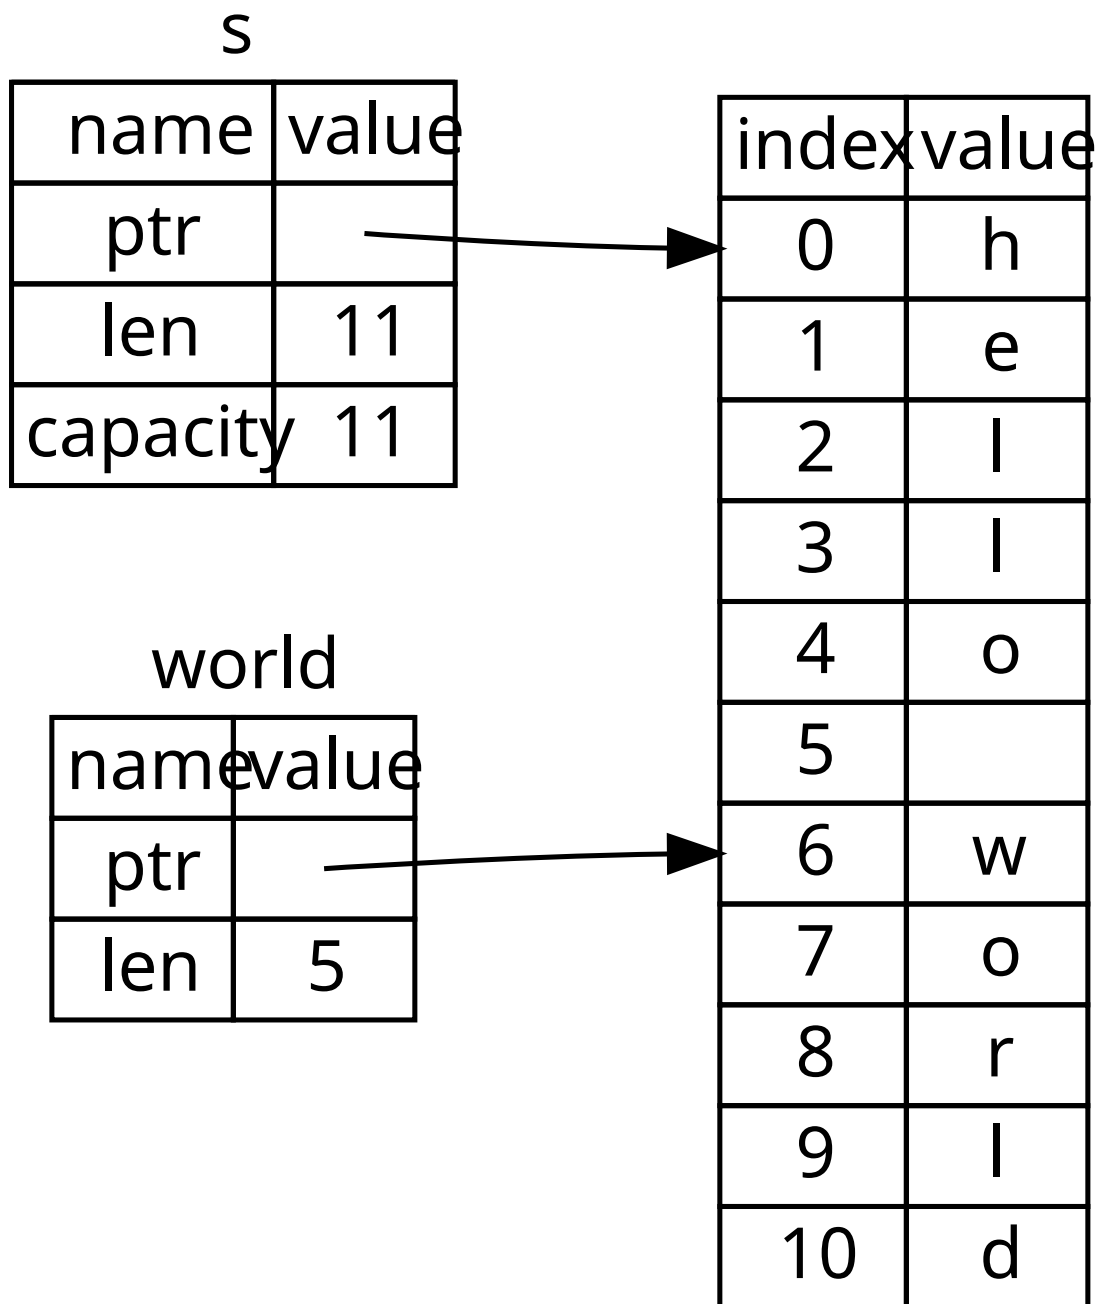 s
name value
ptr
len 11
capacity 11
world
name value
ptr
len 5
index value
0 h
1 e
2 l
3 l
4 o
5
6 w
7 o
8 r
9 l
10 d